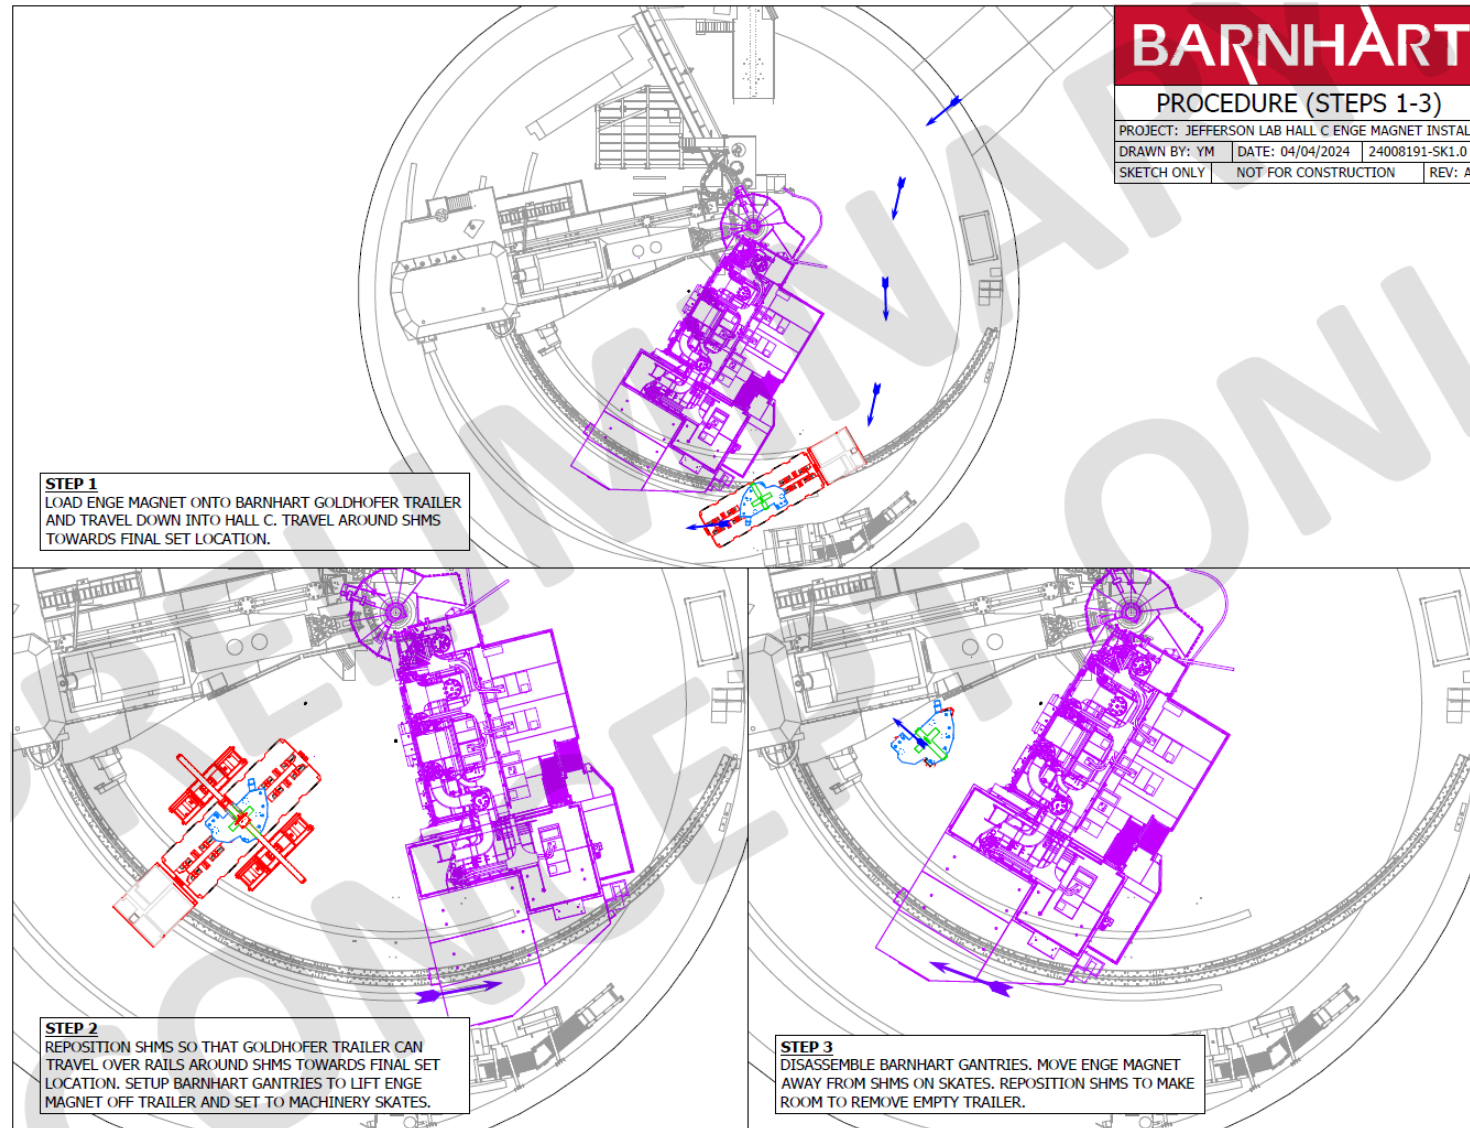 BARNHART
PROCEDURE (STEPS 1-3)
PROJECT: JEFFERSON LAB HALL C ENGE MAGNET INSTAL
DRAWN BY: YM DATE: 04/04/2024 24008191-SK1.0
SKETCH ONLY NOT FOR CONSTRUCTION REV: A
STEP 1
LOAD ENGE MAGNET ONTO BARNHART GOLDHOFER TRAILER
AND TRAVEL DOWN INTO HALL C. TRAVEL AROUND SHMS
TOWARDS FINAL SET LOCATION.
STEP 2
REPOSITION SHMS SO THAT GOLDHOFER TRAILER CAN
TRAVEL OVER RAILS AROUND SHMS TOWARDS FINAL SET
LOCATION. SETUP BARNHART GANTRIES TO LIFT ENGE
MAGNET OFF TRAILER AND SET TO MACHINERY SKATES.
STEP 3
DISASSEMBLE BARNHART GANTRIES. MOVE ENGE MAGNET
AWAY FROM SHMS ON SKATES. REPOSITION SHMS TO MAKE
ROOM TO REMOVE EMPTY TRAILER.
PRELIMINARY
CONCEPT ONL